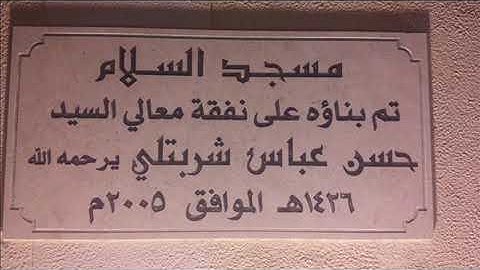 مسجد السلام
تم بناؤه على نفقة معالي السيد
حسن عباس شربتلي يرحمه الله
١٤٢٦هـ الموافق ٢٠٠٥م